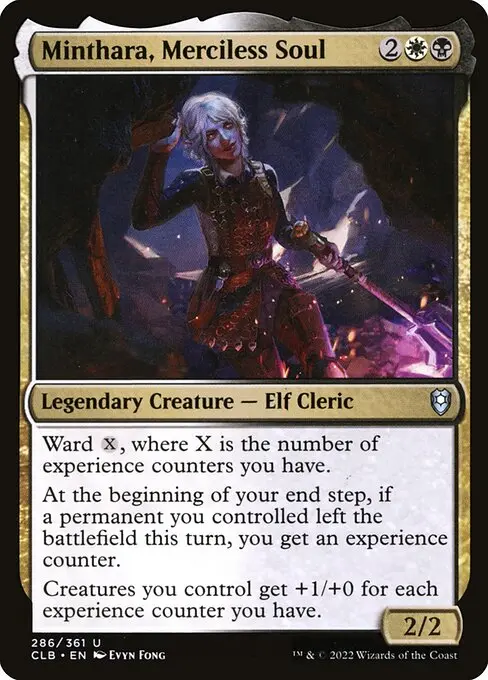 Minthara, Merciless Soul 2
Legendary Creature — Elf Cleric
Ward X, where X is the number of
experience counters you have.
At the beginning of your end step, if
a permanent you controlled left the
battlefield this turn, you get an experience
counter.
Creatures you control get +1/+0 for each
experience counter you have.
2/2
286/361 U
CLB • EN Evyn Fong
™ & © 2022 Wizards of the Coast